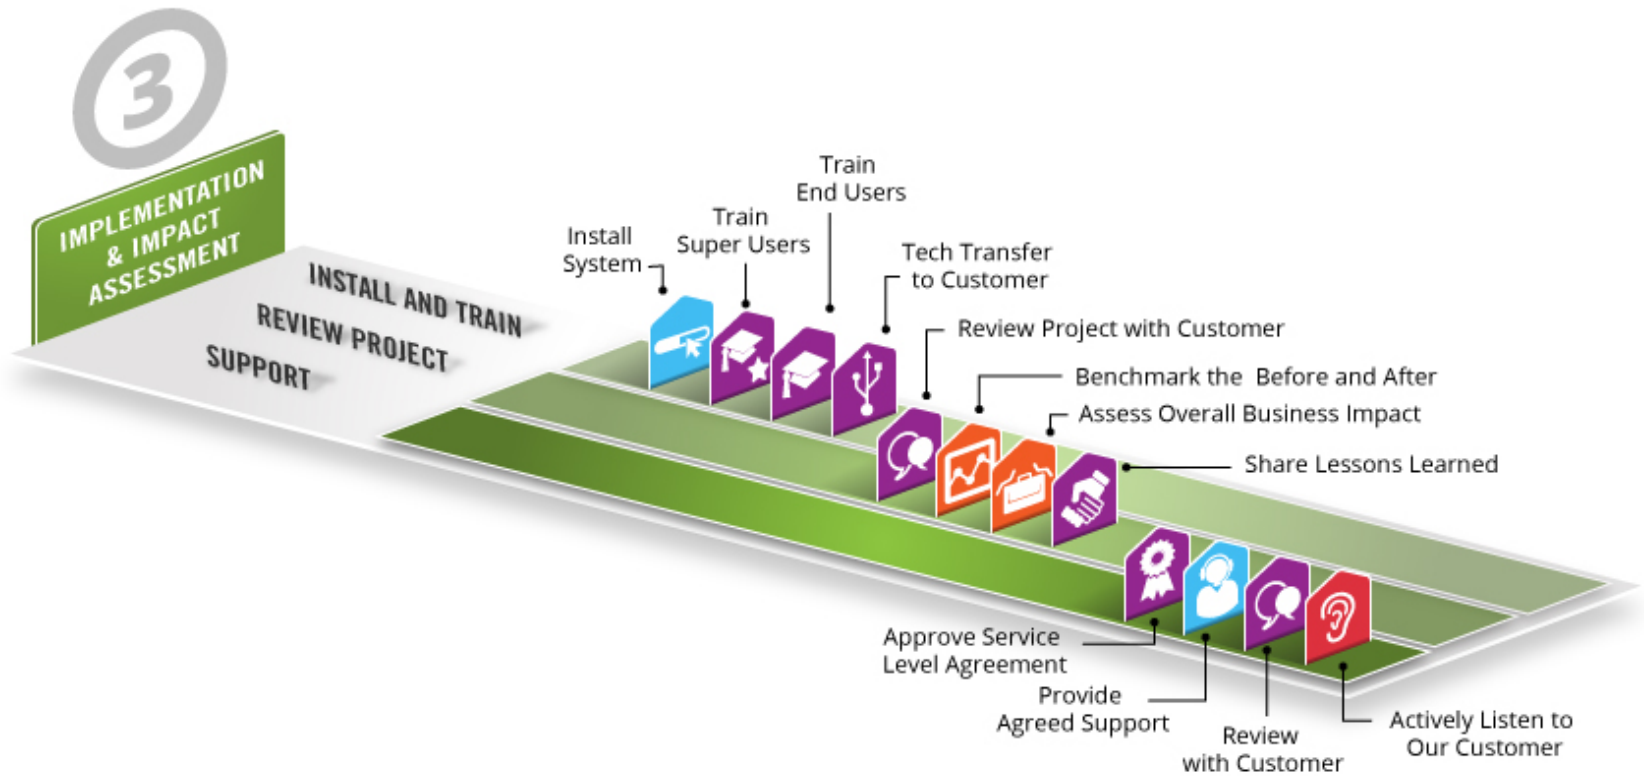 3
IMPLEMENTATION
& IMPACT
ASSESSMENT
INSTALL AND TRAIN
REVIEW PROJECT
SUPPORT
Install
System
Train
Super Users
Train
End Users
Tech Transfer
to Customer
Review Project with Customer
Benchmark the Before and After
Assess Overall Business Impact
Share Lessons Learned
Approve Service
Level Agreement
Provide
Agreed Support
Review
with Customer
Actively Listen to
Our Customer